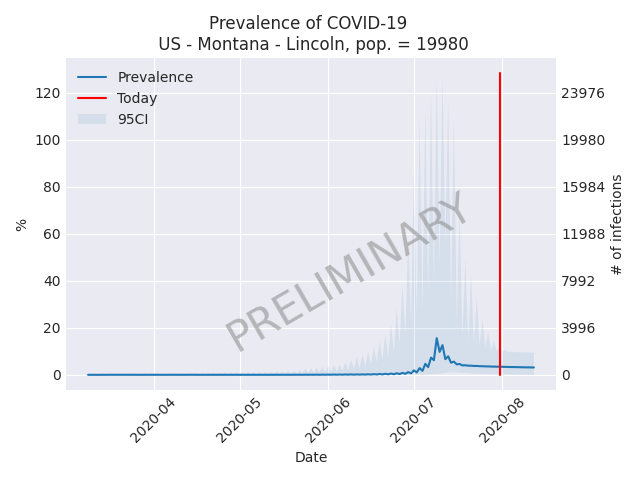 Prevalence of COVID-19
US - Montana - Lincoln, pop. = 19980
Prevalence
Today
95CI
120
100
80
60
40
20
0
%
23976
19980
15984
11988
7992
3996
0
# of infections
PRELIMINARY
2020-04
2020-05
2020-06
2020-07
2020-08
Date